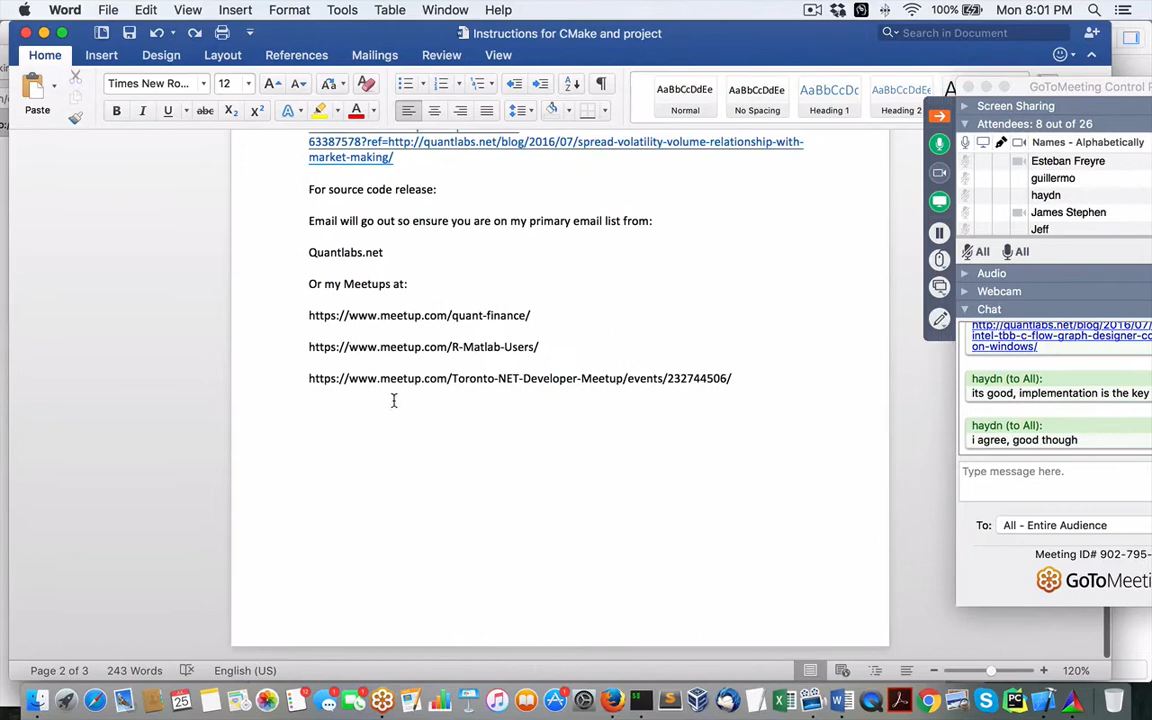 Word File Edit View Insert Format Tools Table Window Help 100% Mon 8:01 PM
Instructions for CMake and project
Search in Document
Home Insert Design Layout References Mailings Review View
Paste
Times New Ro... 12
B I U abc X₂ X²
AaBbCcDdEe AaBbCcDdEe AaBbCcDc AaBbCcDdEe
Normal No Spacing Heading 1 Heading 2
63387578?ref=http://quantlabs.net/blog/2016/07/spread-volatility-volume-relationship-with-
market-making/
For source code release:
Email will go out so ensure you are on my primary email list from:
Quantlabs.net
Or my Meetups at:
https://www.meetup.com/quant-finance/
https://www.meetup.com/R-Matlab-Users/
https://www.meetup.com/Toronto-NET-Developer-Meetup/events/232744506/
GoToMeeting Control P
Screen Sharing
Attendees: 8 out of 26
Names - Alphabetically
Esteban Freyre
guillermo
haydn
James Stephen
Jeff
All All
Audio
Webcam
Chat
http://quantlabs.net/blog/2016/07/
intel-tbb-c-flow-graph-designer-co
on-windows/
haydn (to All):
its good, implementation is the key
haydn (to All):
i agree, good though
Type message here.
To: All - Entire Audience
Meeting ID# 902-795-
GoToMeeti
Page 2 of 3 243 Words English (US) 120%